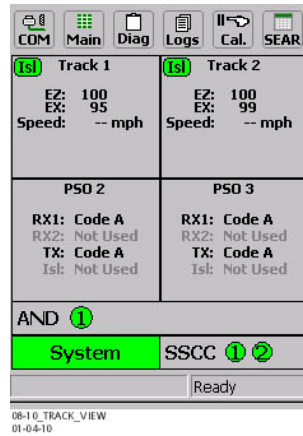 COM Main Diag Logs Cal. SEAR
Isl Track 1 Isl Track 2
EZ: 100 EZ: 100
EX: 95 EX: 99
Speed: -- mph Speed: -- mph
PSO 2 PSO 3
RX1: Code A RX1: Code A
RX2: Not Used RX2: Not Used
TX: Code A TX: Code A
Isl: Not Used Isl: Not Used
AND 1
System SSCC 1 2
Ready
08-10_TRACK_VIEW
01-04-10